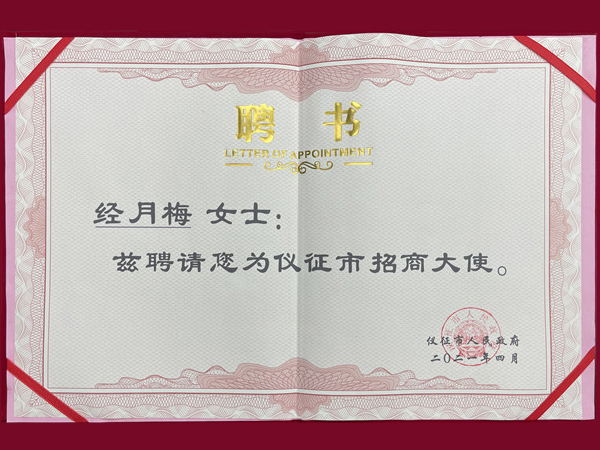 聘 书
LETTER OF APPOINTMENT
经月梅 女士：
兹聘请您为仪征市招商大使。
仪征市人民政府
二〇二一年四月